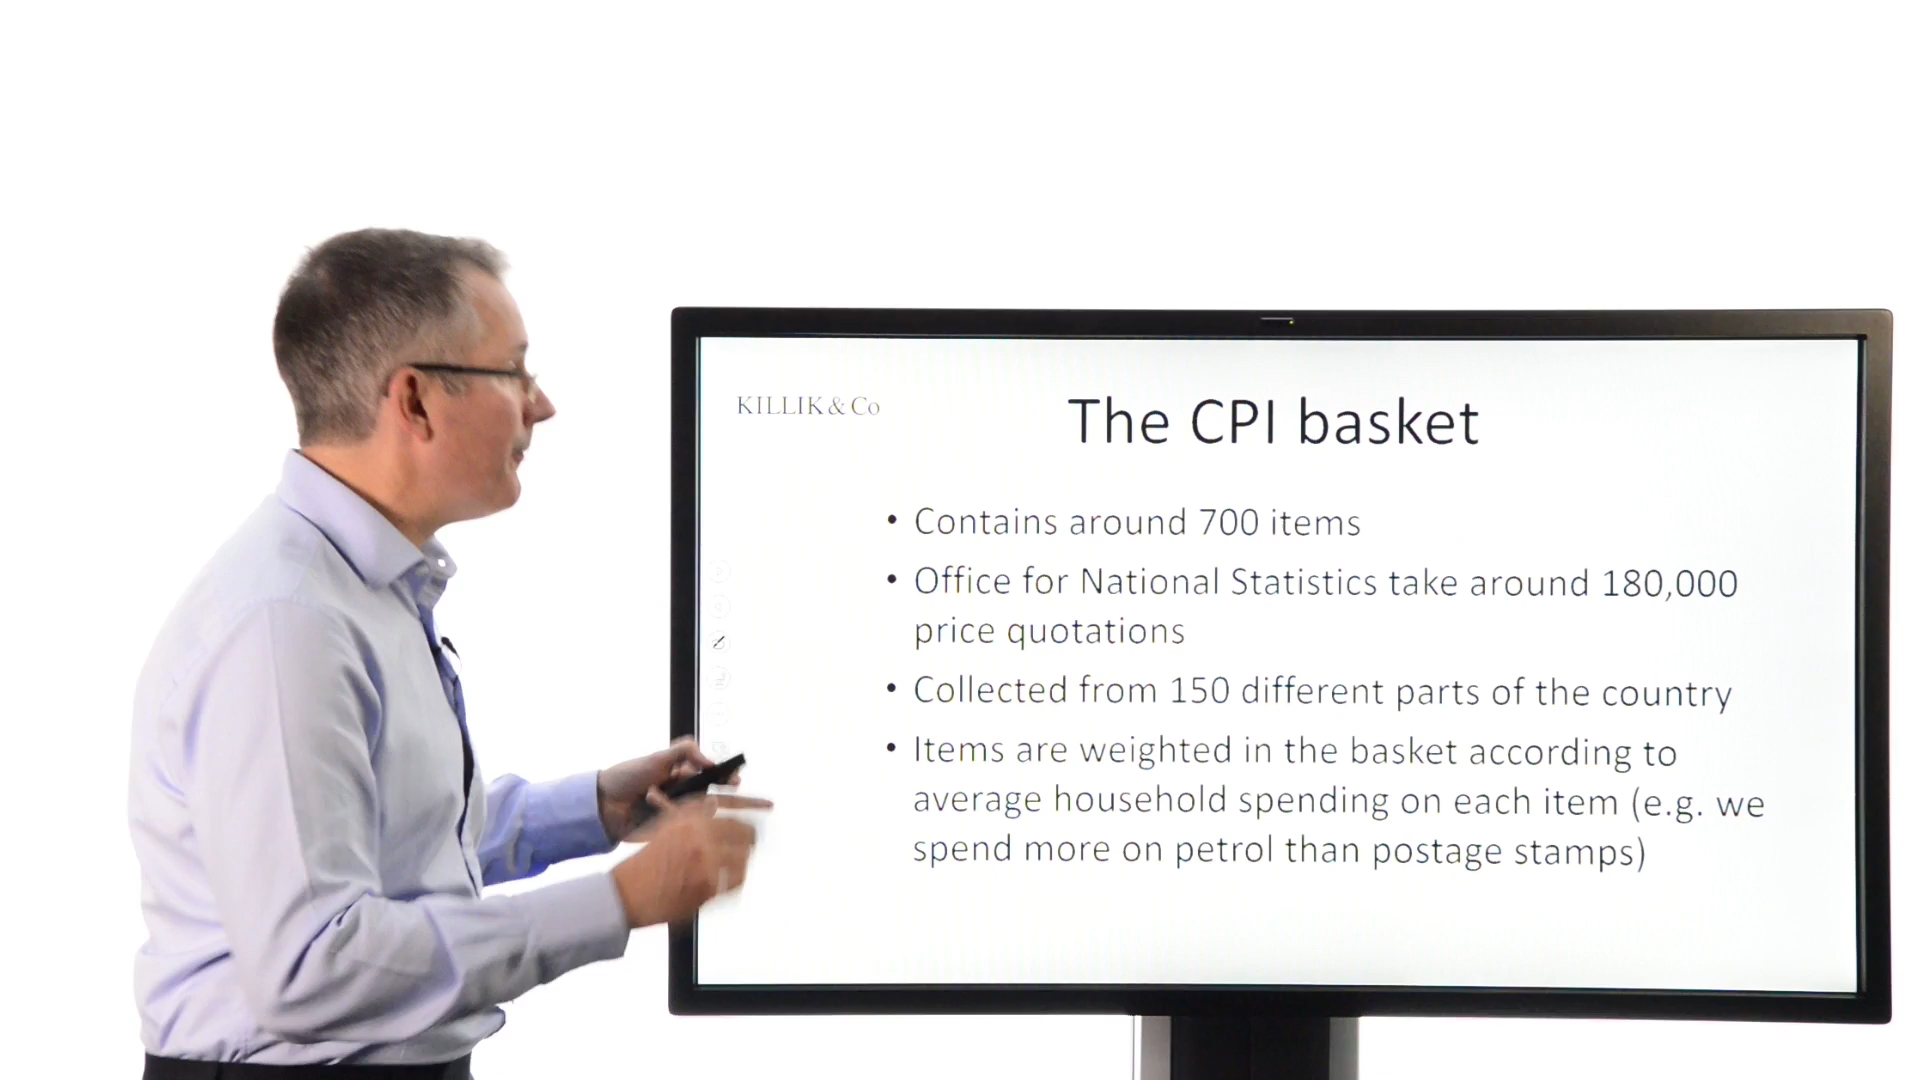 KILLIK & Co
The CPI basket
• Contains around 700 items
• Office for National Statistics take around 180,000
price quotations
• Collected from 150 different parts of the country
• Items are weighted in the basket according to
average household spending on each item (e.g. we
spend more on petrol than postage stamps)